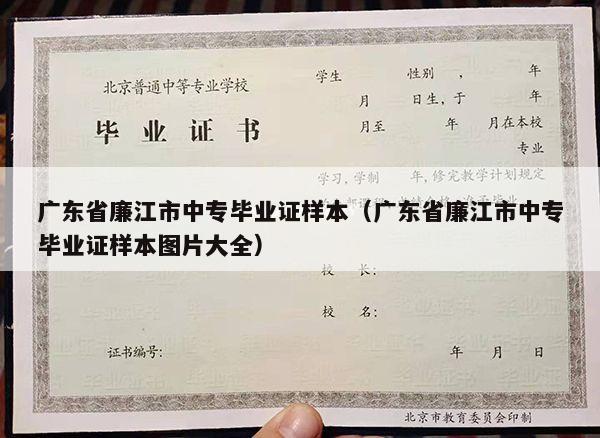 北京普通中等专业学校
毕业证书
证书编号：
学生 性别 ， 年
月 日生，于 年
月至 年 月在本校
专业
学习，学制 年，修完教学计划规定
广东省廉江市中专毕业证样本（广东省廉江市中专
毕业证样本图片大全）
校 长：
校 名：
年 月 日
北京市教育委员会印制